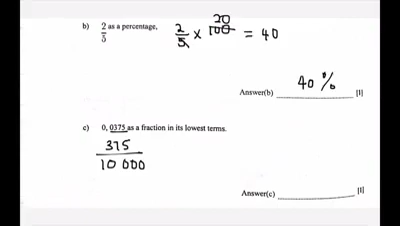 b) 2/5 as a percentage. 2/5 × 20/100 = 40
40 %
Answer(b) [1]
c) 0,0375 as a fraction in its lowest terms.
375/10 000
Answer(c) [1]